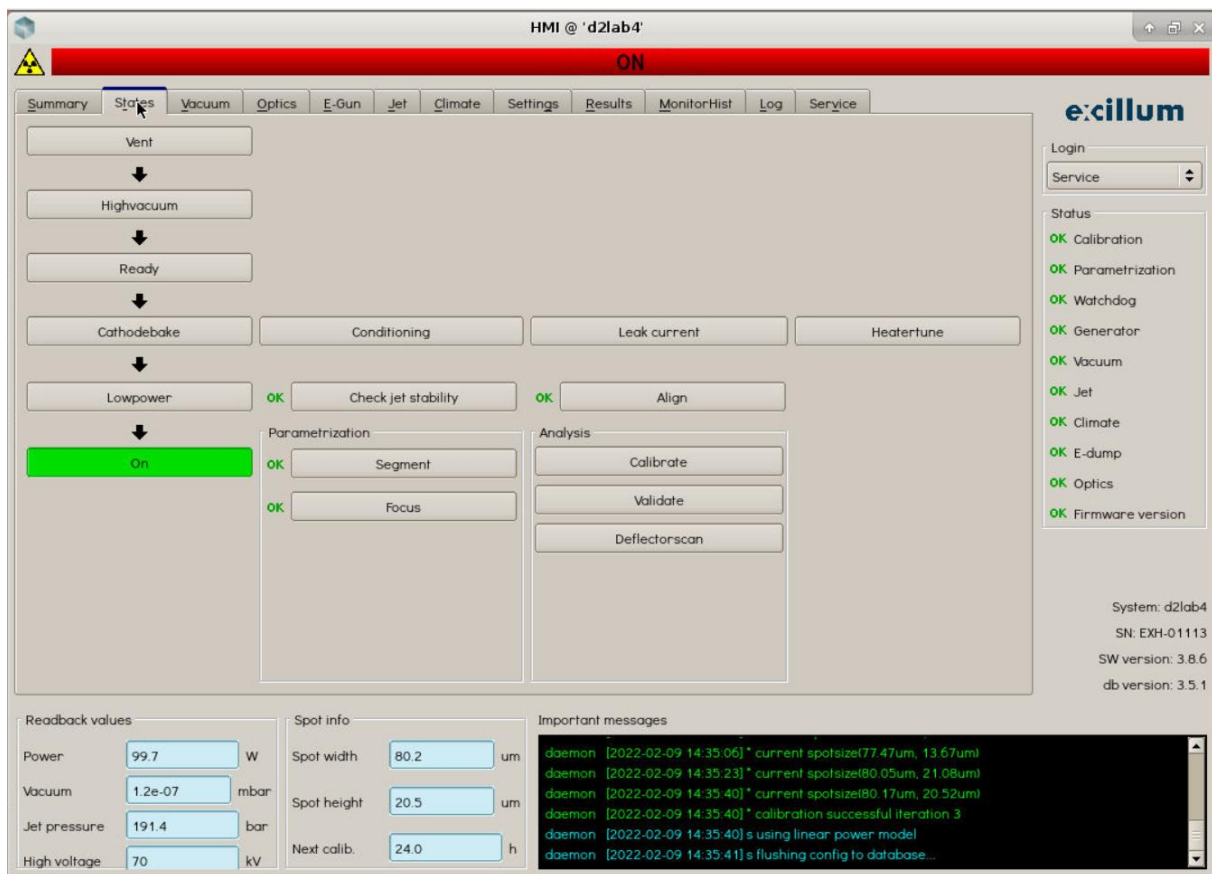 HMI @ 'd2lab4'
ON
Summary States Vacuum Optics E-Gun Jet Climate Settings Results MonitorHist Log Service
excillum
Login
Service
Status
OK Calibration
OK Parametrization
OK Watchdog
OK Generator
OK Vacuum
OK Jet
OK Climate
OK E-dump
OK Optics
OK Firmware version
System: d2lab4
SN: EXH-01113
SW version: 3.8.6
db version: 3.5.1
Vent
Highvacuum
Ready
Cathodebake Conditioning Leak current Heatertune
Lowpower OK Check jet stability OK Align
On
Parametrization
OK Segment
OK Focus
Analysis
Calibrate
Validate
Deflectorscan
Readback values
Power 99.7 W
Vacuum 1.2e-07 mbar
Jet pressure 191.4 bar
High voltage 70 kV
Spot info
Spot width 80.2 um
Spot height 20.5 um
Next calib. 24.0 h
Important messages
daemon [2022-02-09 14:35:06] * current spotsize(77.47um, 13.67um)
daemon [2022-02-09 14:35:23] * current spotsize(80.05um, 21.08um)
daemon [2022-02-09 14:35:40] * current spotsize(80.17um, 20.52um)
daemon [2022-02-09 14:35:40] * calibration successful iteration 3
daemon [2022-02-09 14:35:40] s using linear power model
daemon [2022-02-09 14:35:41] s flushing config to database...